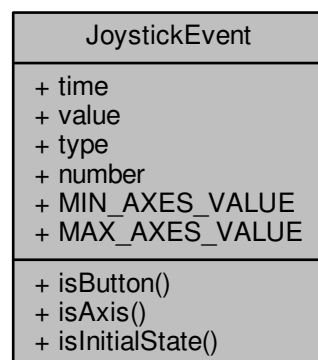 JoystickEvent
+ time
+ value
+ type
+ number
+ MIN_AXES_VALUE
+ MAX_AXES_VALUE
+ isButton()
+ isAxis()
+ isInitialState()